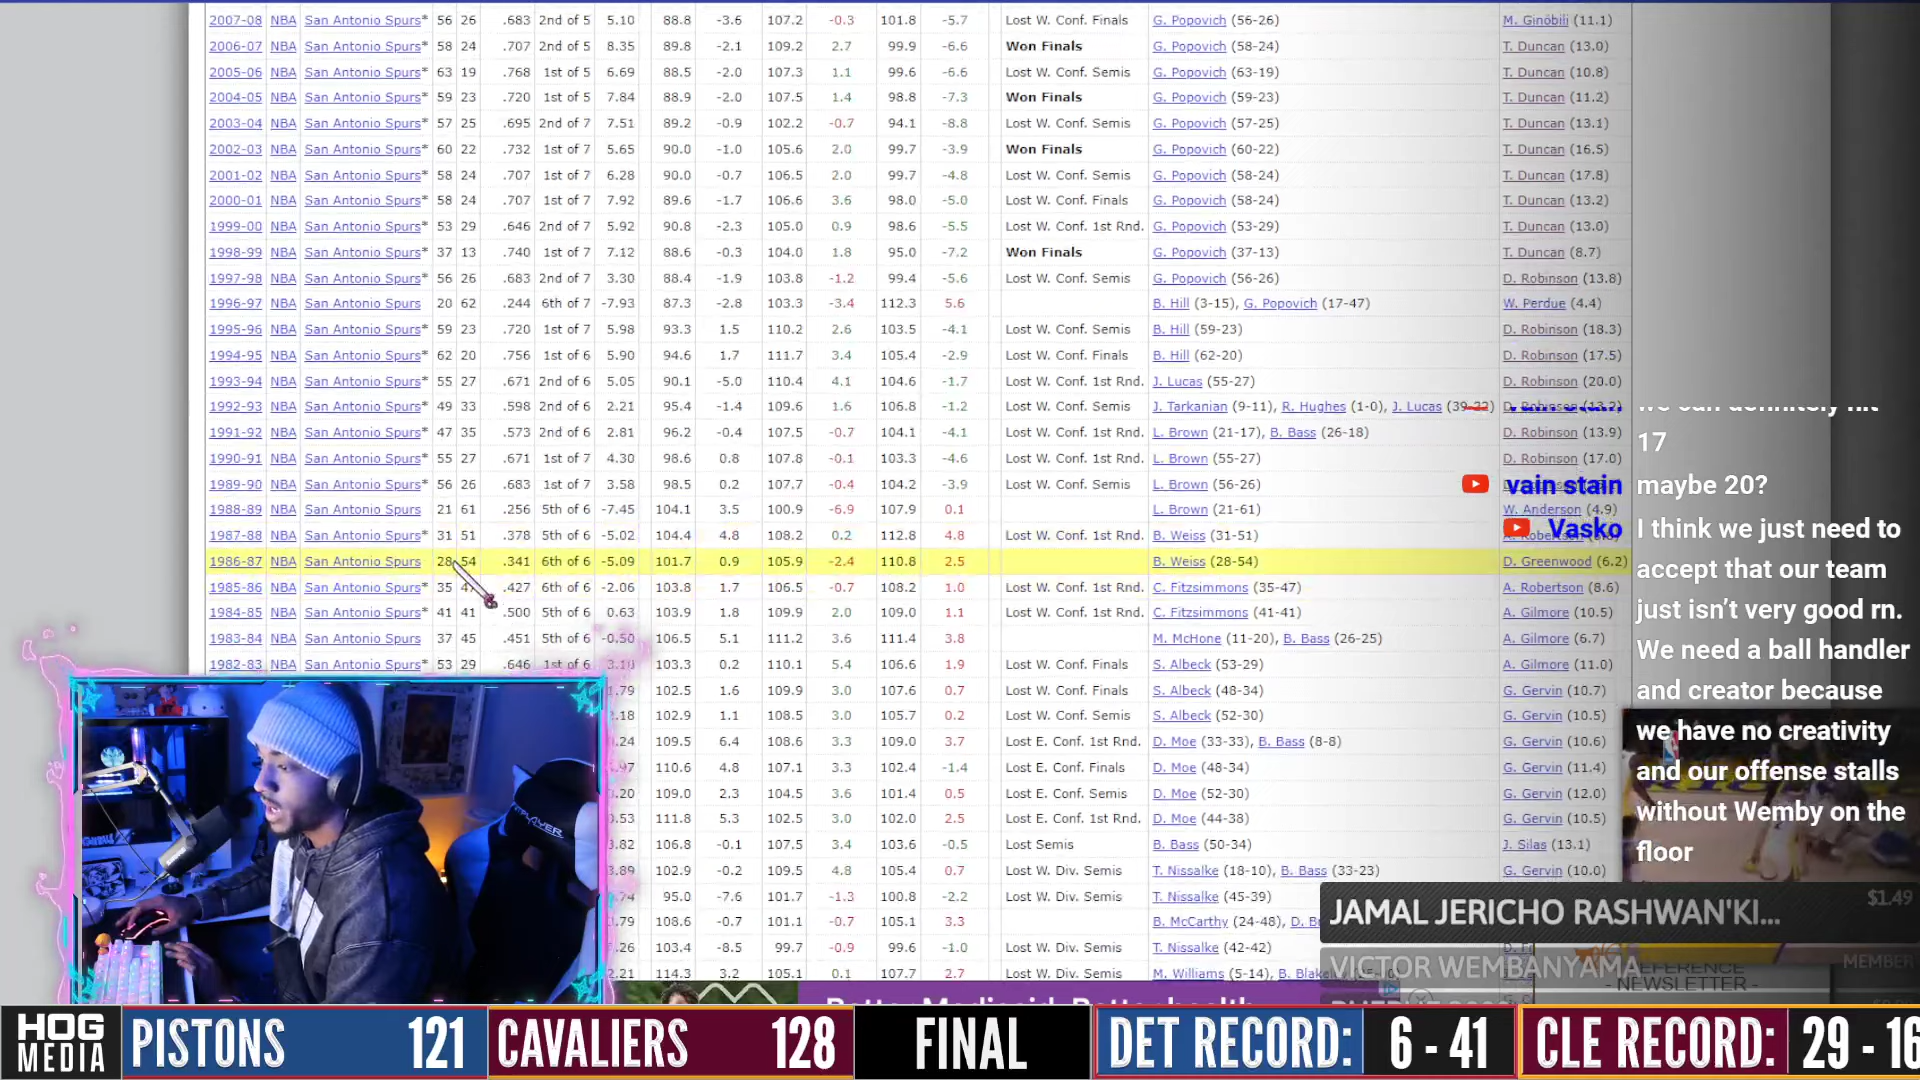 2007-08 NBA San Antonio Spurs* 56 26 .683 2nd of 5 5.10 88.8 -3.6 107.2 -0.3 101.8 -5.7 Lost W. Conf. Finals G. Popovich (56-26) M. Ginóbili (11.1)
2006-07 NBA San Antonio Spurs* 58 24 .707 2nd of 5 8.35 89.8 -2.1 109.2 2.7 99.9 -6.6 Won Finals G. Popovich (58-24) T. Duncan (13.0)
2005-06 NBA San Antonio Spurs* 63 19 .768 1st of 5 6.69 88.5 -2.0 107.3 1.1 99.6 -6.6 Lost W. Conf. Semis G. Popovich (63-19) T. Duncan (10.8)
2004-05 NBA San Antonio Spurs* 59 23 .720 1st of 5 7.84 88.9 -2.0 107.5 1.4 98.8 -7.3 Won Finals G. Popovich (59-23) T. Duncan (11.2)
2003-04 NBA San Antonio Spurs* 57 25 .695 2nd of 7 7.51 89.2 -0.9 102.2 -0.7 94.1 -8.8 Lost W. Conf. Semis G. Popovich (57-25) T. Duncan (13.1)
2002-03 NBA San Antonio Spurs* 60 22 .732 1st of 7 5.65 90.0 -1.0 105.6 2.0 99.7 -3.9 Won Finals G. Popovich (60-22) T. Duncan (16.5)
2001-02 NBA San Antonio Spurs* 58 24 .707 1st of 7 6.28 90.0 -0.7 106.5 2.0 99.7 -4.8 Lost W. Conf. Semis G. Popovich (58-24) T. Duncan (17.8)
2000-01 NBA San Antonio Spurs* 58 24 .707 1st of 7 7.92 89.6 -1.7 106.6 3.6 98.0 -5.0 Lost W. Conf. Finals G. Popovich (58-24) T. Duncan (13.2)
1999-00 NBA San Antonio Spurs* 53 29 .646 2nd of 7 5.92 90.8 -2.3 105.0 0.9 98.6 -5.5 Lost W. Conf. 1st Rnd. G. Popovich (53-29) T. Duncan (13.0)
1998-99 NBA San Antonio Spurs* 37 13 .740 1st of 7 7.12 88.6 -0.3 104.0 1.8 95.0 -7.2 Won Finals G. Popovich (37-13) T. Duncan (8.7)
1997-98 NBA San Antonio Spurs* 56 26 .683 2nd of 7 3.30 88.4 -1.9 103.8 -1.2 99.4 -5.6 Lost W. Conf. Semis G. Popovich (56-26) D. Robinson (13.8)
1996-97 NBA San Antonio Spurs 20 62 .244 6th of 7 -7.93 87.3 -2.8 103.3 -3.4 112.3 5.6 B. Hill (3-15), G. Popovich (17-47) W. Perdue (4.4)
1995-96 NBA San Antonio Spurs* 59 23 .720 1st of 7 5.98 93.3 1.5 110.2 2.6 103.5 -4.1 Lost W. Conf. Semis B. Hill (59-23) D. Robinson (18.3)
1994-95 NBA San Antonio Spurs* 62 20 .756 1st of 6 5.90 94.6 1.7 111.7 3.4 105.4 -2.9 Lost W. Conf. Finals B. Hill (62-20) D. Robinson (17.5)
1993-94 NBA San Antonio Spurs* 55 27 .671 2nd of 6 5.05 90.1 -5.0 110.4 4.1 104.6 -1.7 Lost W. Conf. 1st Rnd. J. Lucas (55-27) D. Robinson (20.0)
1992-93 NBA San Antonio Spurs* 49 33 .598 2nd of 6 2.21 95.4 -1.4 109.6 1.6 106.8 -1.2 Lost W. Conf. Semis J. Tarkanian (9-11), R. Hughes (1-0), J. Lucas (39-22) D. Robinson (13.2)
1991-92 NBA San Antonio Spurs* 47 35 .573 2nd of 6 2.81 96.2 -0.4 107.5 -0.7 104.1 -4.1 Lost W. Conf. 1st Rnd. L. Brown (21-17), B. Bass (26-18) D. Robinson (13.9)
1990-91 NBA San Antonio Spurs* 55 27 .671 1st of 7 4.30 98.6 0.8 107.8 -0.1 103.3 -4.6 Lost W. Conf. 1st Rnd. L. Brown (55-27) D. Robinson (17.0)
1989-90 NBA San Antonio Spurs* 56 26 .683 1st of 7 3.58 98.5 0.2 107.7 -0.4 104.2 -3.9 Lost W. Conf. Semis L. Brown (56-26)
1988-89 NBA San Antonio Spurs 21 61 .256 5th of 6 -7.45 104.1 3.5 100.9 -6.9 107.9 0.1 L. Brown (21-61) W. Anderson (4.9)
1987-88 NBA San Antonio Spurs* 31 51 .378 5th of 6 -5.02 104.4 4.8 108.2 0.2 112.8 4.8 Lost W. Conf. 1st Rnd. B. Weiss (31-51)
1986-87 NBA San Antonio Spurs 28 54 .341 6th of 6 -5.09 101.7 0.9 105.9 -2.4 110.8 2.5 B. Weiss (28-54) D. Greenwood (6.2)
1985-86 NBA San Antonio Spurs* 35 47 .427 6th of 6 -2.06 103.8 1.7 106.5 -0.7 108.2 1.0 Lost W. Conf. 1st Rnd. C. Fitzsimmons (35-47) A. Robertson (8.6)
1984-85 NBA San Antonio Spurs* 41 41 .500 5th of 6 0.63 103.9 1.8 109.9 2.0 109.0 1.1 Lost W. Conf. 1st Rnd. C. Fitzsimmons (41-41) A. Gilmore (10.5)
1983-84 NBA San Antonio Spurs 37 45 .451 5th of 6 -0.50 106.5 5.1 111.2 3.6 111.4 3.8 M. McHone (11-20), B. Bass (26-25) A. Gilmore (6.7)
1982-83 NBA San Antonio Spurs* 53 29 .646 1st of 6 3.10 103.3 0.2 110.1 5.4 106.6 1.9 Lost W. Conf. Finals S. Albeck (53-29) A. Gilmore (11.0)
.79 102.5 1.6 109.9 3.0 107.6 0.7 Lost W. Conf. Finals S. Albeck (48-34) G. Gervin (10.7)
.18 102.9 1.1 108.5 3.0 105.7 0.2 Lost W. Conf. Semis S. Albeck (52-30) G. Gervin (10.5)
.24 109.5 6.4 108.6 3.3 109.0 3.7 Lost E. Conf. 1st Rnd. D. Moe (33-33), B. Bass (8-8) G. Gervin (10.6)
.97 110.6 4.8 107.1 3.3 102.4 -1.4 Lost E. Conf. Finals D. Moe (48-34) G. Gervin (11.4)
.20 109.0 2.3 104.5 3.6 101.4 0.5 Lost E. Conf. Semis D. Moe (52-30) G. Gervin (12.0)
.53 111.8 5.3 102.5 3.0 102.0 2.5 Lost E. Conf. 1st Rnd. D. Moe (44-38) G. Gervin (10.5)
.82 106.8 -0.1 107.5 3.4 103.6 -0.5 Lost Semis B. Bass (50-34) J. Silas (13.1)
3.89 102.9 -0.2 109.5 4.8 105.4 0.7 Lost W. Div. Semis T. Nissalke (18-10), B. Bass (33-23) G. Gervin (10.0)
95.0 -7.6 101.7 -1.3 100.8 -2.2 Lost W. Div. Semis T. Nissalke (45-39)
.79 108.6 -0.7 101.1 -0.7 105.1 3.3 B. McCarthy (24-48), D.
.26 103.4 -8.5 99.7 -0.9 99.6 -1.0 Lost W. Div. Semis T. Nissalke (42-42)
2.21 114.3 3.2 105.1 0.1 107.7 2.7 Lost W. Div. Semis M. Williams (5-14),
we can definitely hit
17
vain stain maybe 20?
Vasko I think we just need to
accept that our team
just isn't very good rn.
We need a ball handler
and creator because
we have no creativity
and our offense stalls
without Wemby on the
floor
JAMAL JERICHO RASHWAN'KI... $1.49
VICTOR WEMBANYAMA MEMBER
- NEWSLETTER -
HOG MEDIA
PISTONS 121 CAVALIERS 128 FINAL DET RECORD: 6 - 41 CLE RECORD: 29 - 16